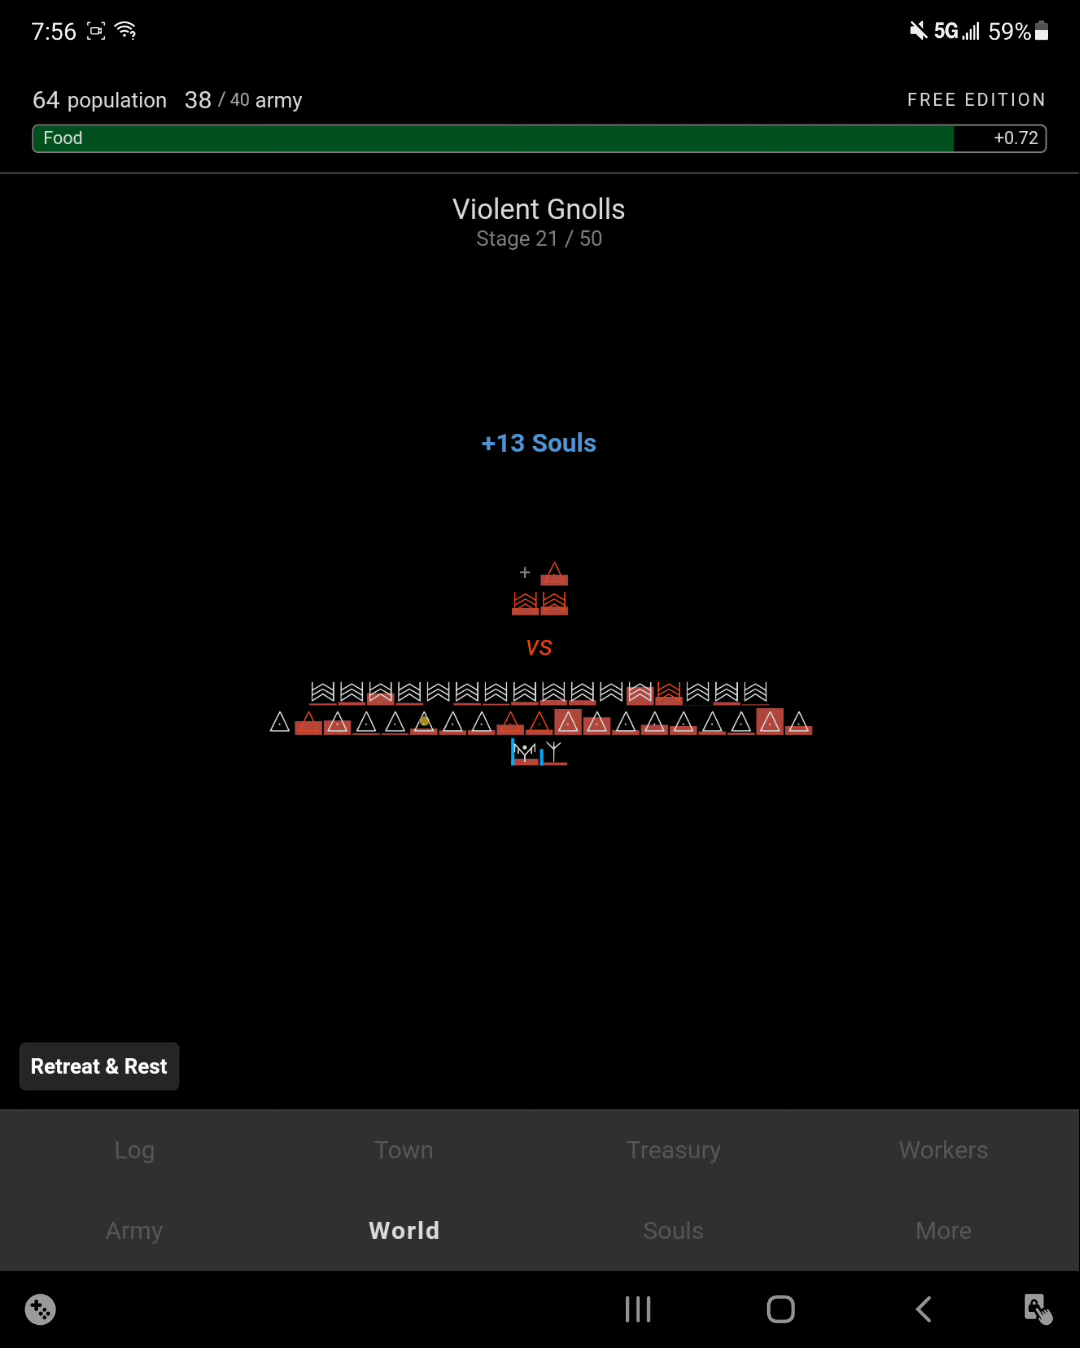 7:56 5G 59%
64 population 38 / 40 army FREE EDITION
Food +0.72
Violent Gnolls
Stage 21 / 50
+13 Souls
+
VS
Retreat & Rest
Log Town Treasury Workers
Army World Souls More